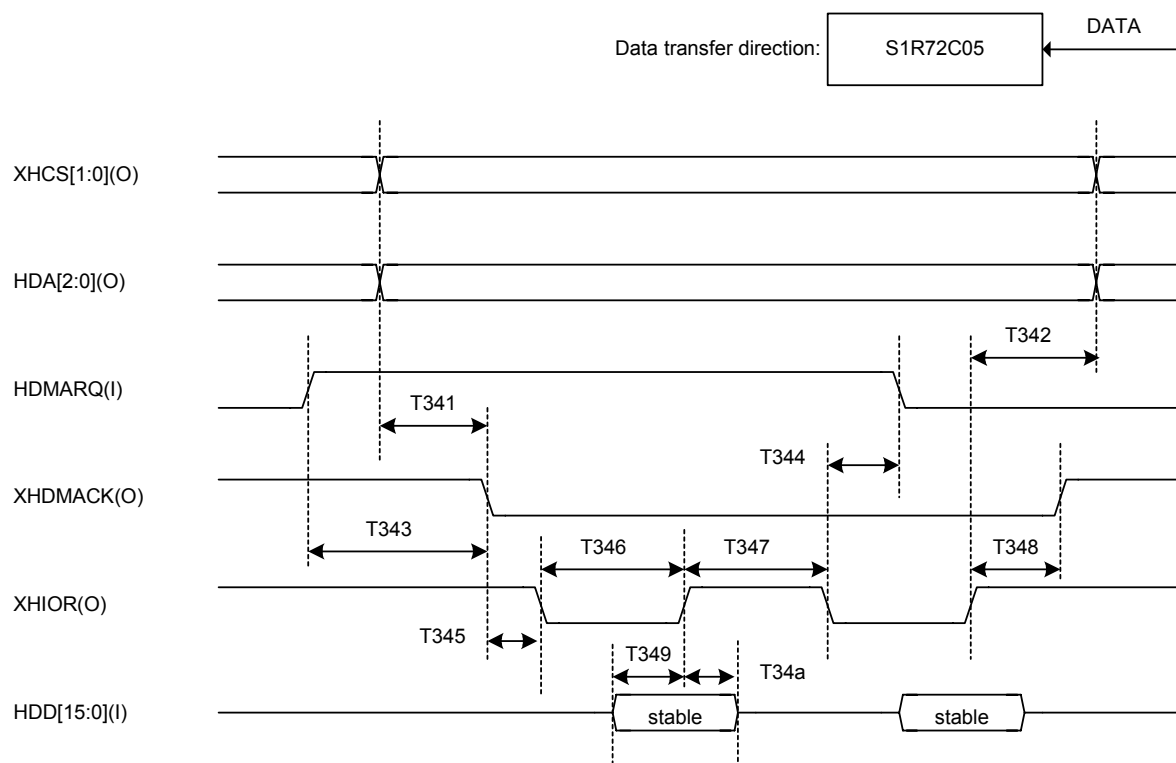 DATA
Data transfer direction: S1R72C05
XHCS[1:0](O)
HDA[2:0](O)
T342
HDMARQ(I)
T341
T344
XHDMACK(O)
T343 T346 T347 T348
XHIOR(O)
T345 T349 T34a
HDD[15:0](I) stable stable